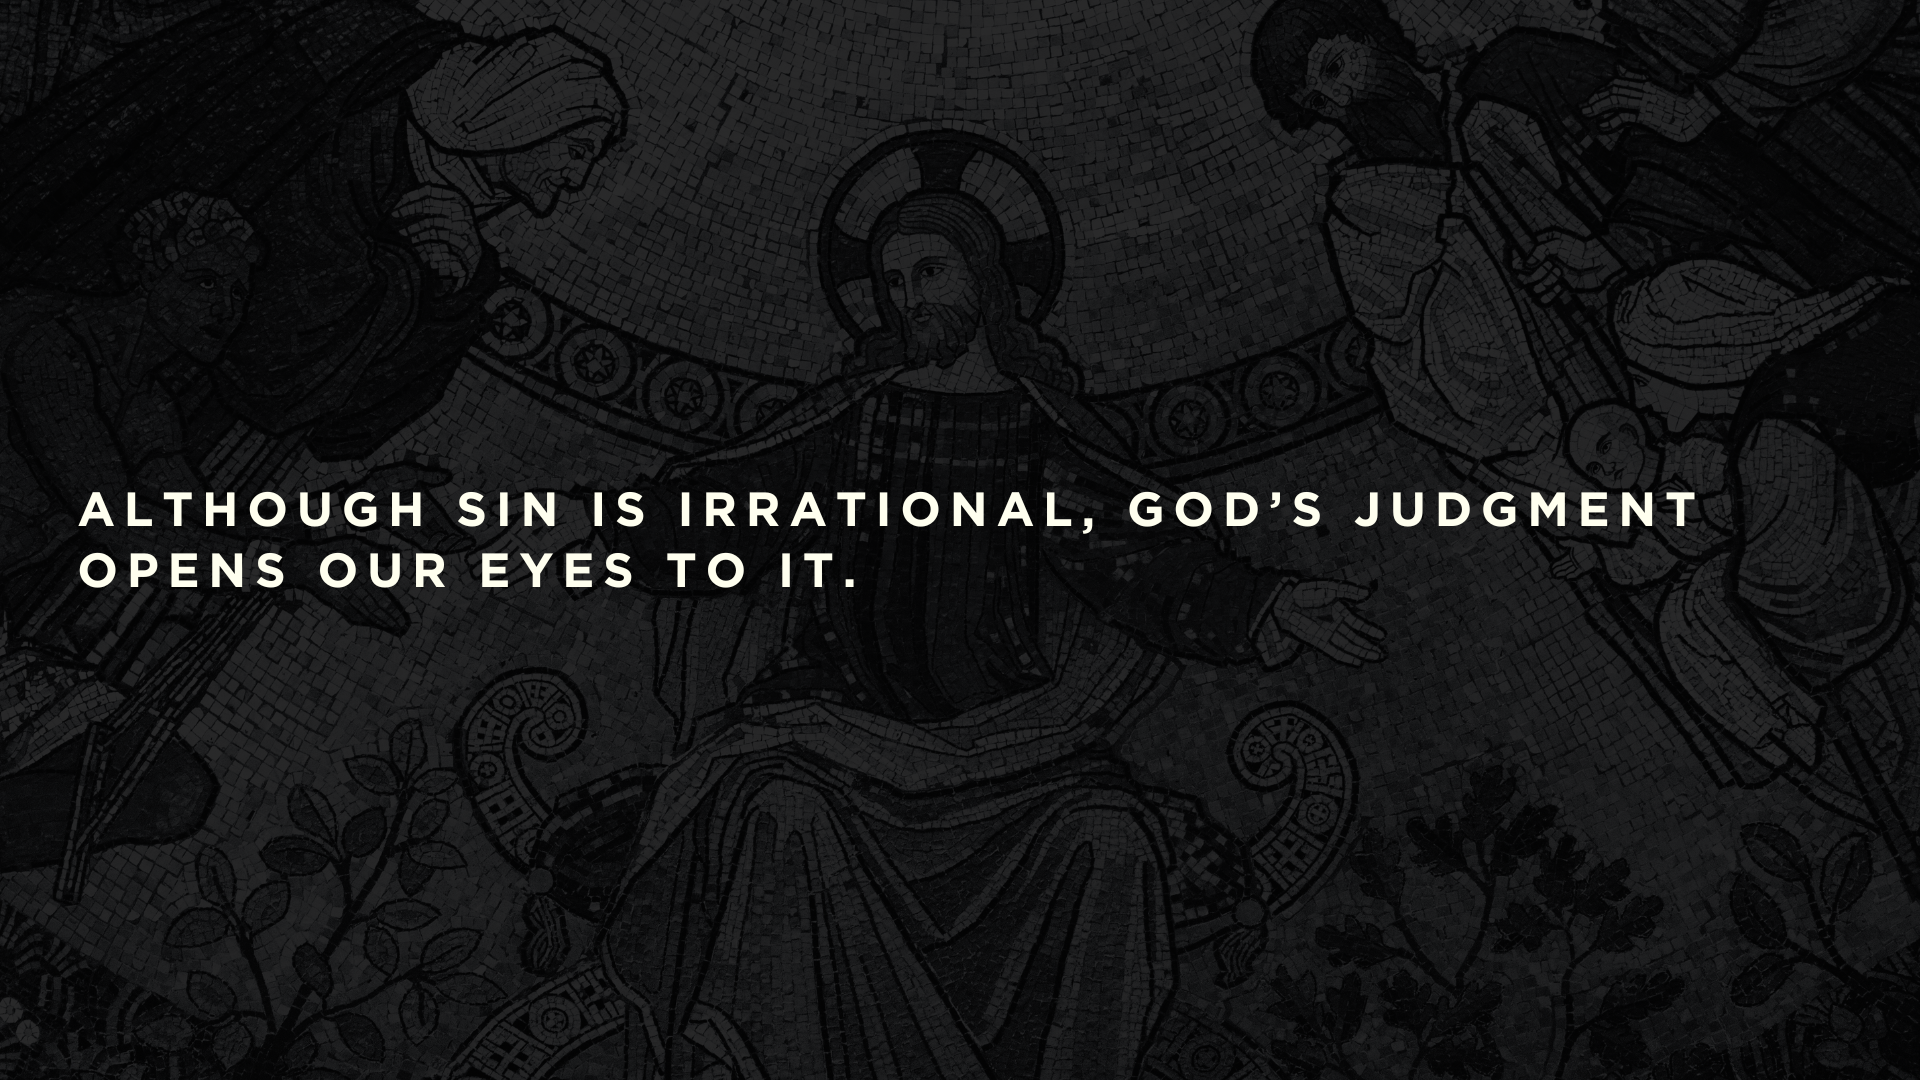 ALTHOUGH SIN IS IRRATIONAL, GOD’S JUDGMENT
OPENS OUR EYES TO IT.